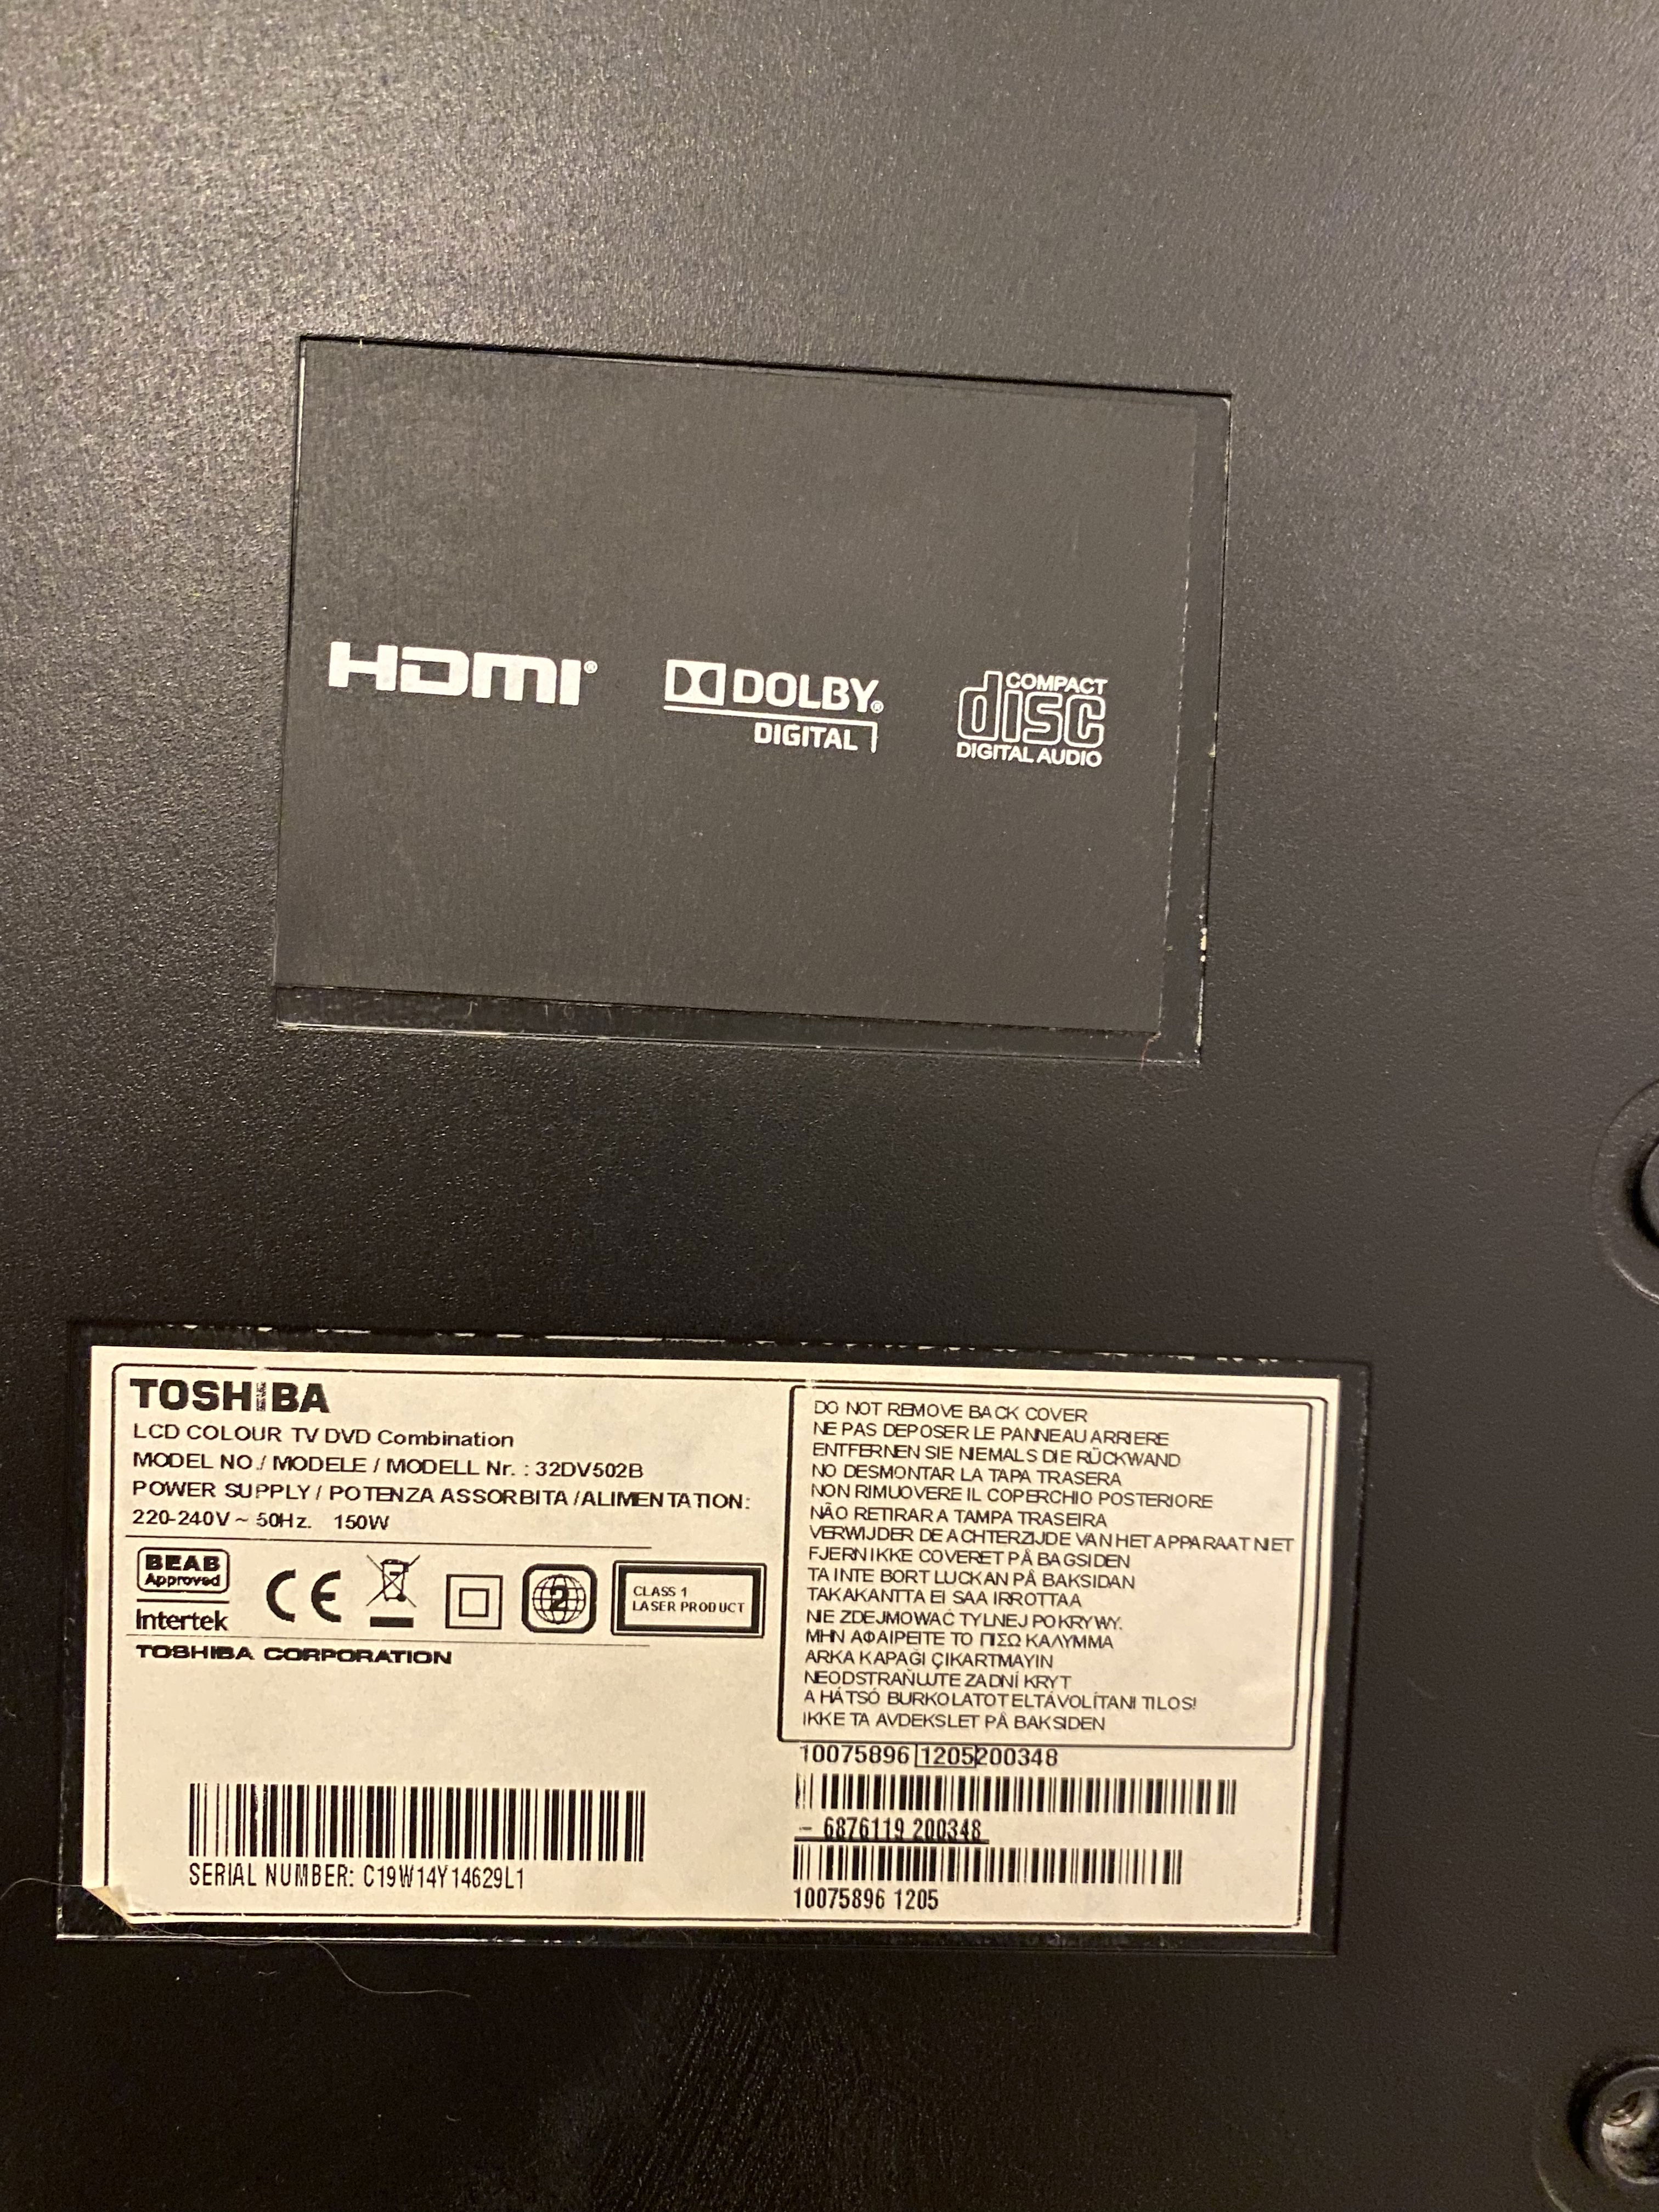 HDMI®
DOLBY®
DIGITAL
COMPACT
disc
DIGITAL AUDIO
TOSHIBA
LCD COLOUR TV DVD Combination
MODEL NO./ MODELE / MODELL Nr. : 32DV502B
POWER SUPPLY / POTENZA ASSORBITA /ALIMENTATION:
220-240V ~ 50Hz. 150W
BEAB
Approved
Intertek
CE
2
CLASS 1
LASER PRODUCT
TOSHIBA CORPORATION
SERIAL NUMBER: C19W14Y14629L1
DO NOT REMOVE BACK COVER
NE PAS DEPOSER LE PANNEAU ARRIERE
ENTFERNEN SIE NIEMALS DIE RÜCKWAND
NO DESMONTAR LA TAPA TRASERA
NON RIMUOVERE IL COPERCHIO POSTERIORE
NÃO RETIRAR A TAMPA TRASEIRA
VERWIJDER DE ACHTERZIJDE VAN HET APPARAAT NIET
FJERN IKKE COVERET PÅ BAGSIDEN
TA INTE BORT LUCKAN PÅ BAKSIDAN
TAKAKANTTA EI SAA IRROTTAA
NIE ZDEJMOWAĆ TYLNEJ POKRYWY.
ΜΗΝ ΑΦΑΙΡΕΙΤΕ ΤΟ ΠΙΣΩ ΚΑΛΥΜΜΑ
ARKA KAPAĞI ÇIKARTMAYIN
NEODSTRAŇUJTE ZADNÍ KRYT
A HÁTSÓ BURKOLATOT ELTÁVOLÍTANI TILOS!
IKKE TA AVDEKSLET PÅ BAKSIDEN
10075896 1205 200348
- 6876119 200348
10075896 1205